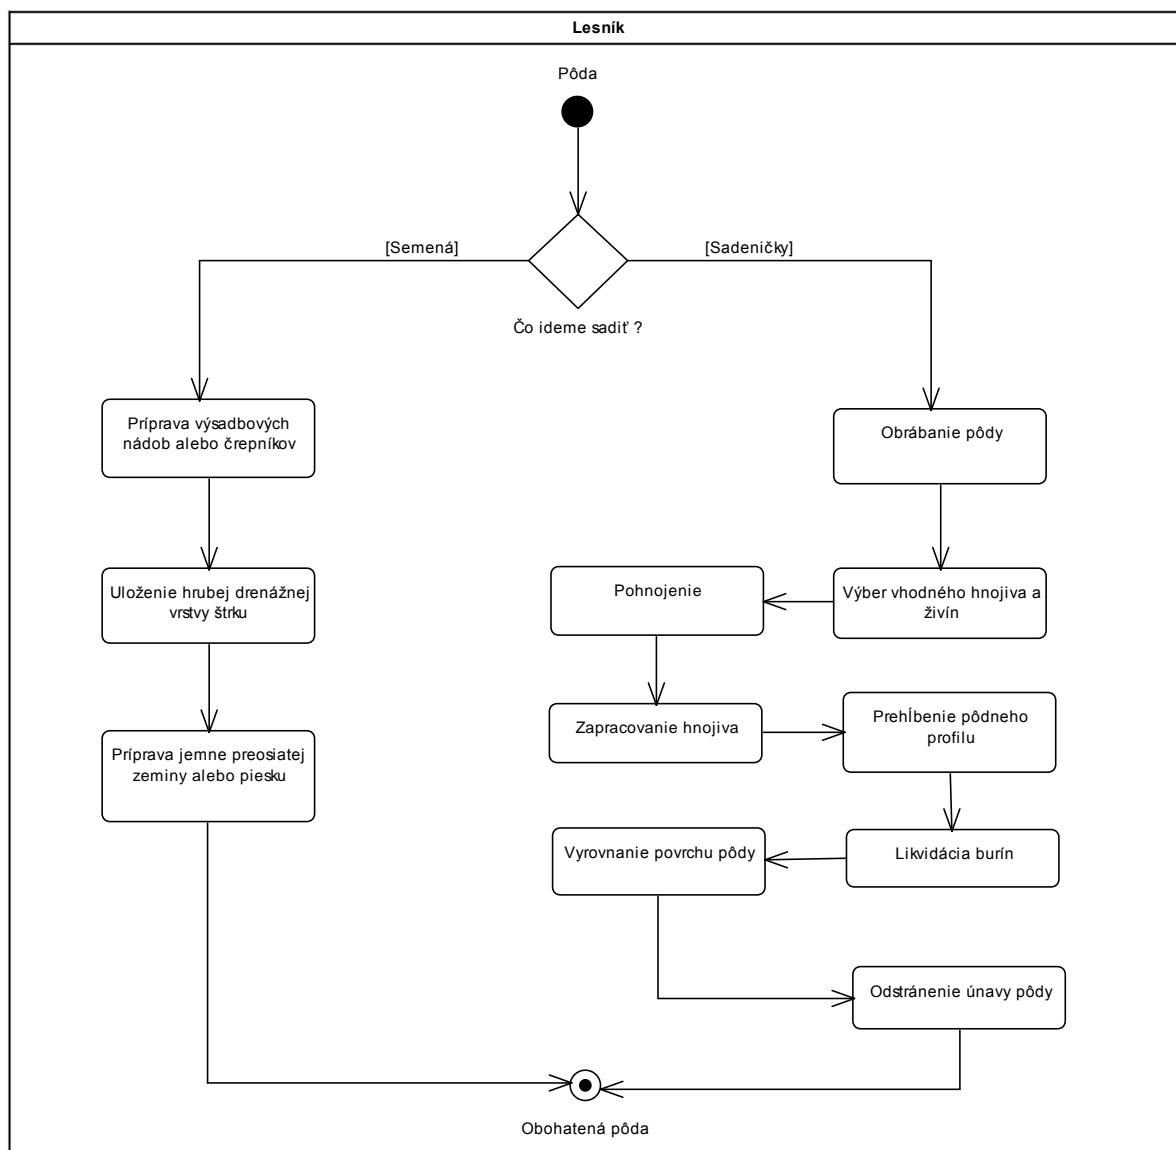 Lesník
Pôda
[Semená]
[Sadeničky]
Čo ideme sadiť ?
Príprava výsadbových
nádob alebo črepníkov
Uloženie hrubej drenážnej
vrstvy štrku
Príprava jemne preosiatej
zeminy alebo piesku
Obrábanie pôdy
Výber vhodného hnojiva a
živín
Pohnojenie
Zapracovanie hnojiva
Prehĺbenie pôdneho
profilu
Likvidácia burín
Vyrovnanie povrchu pôdy
Odstránenie únavy pôdy
Obohatená pôda